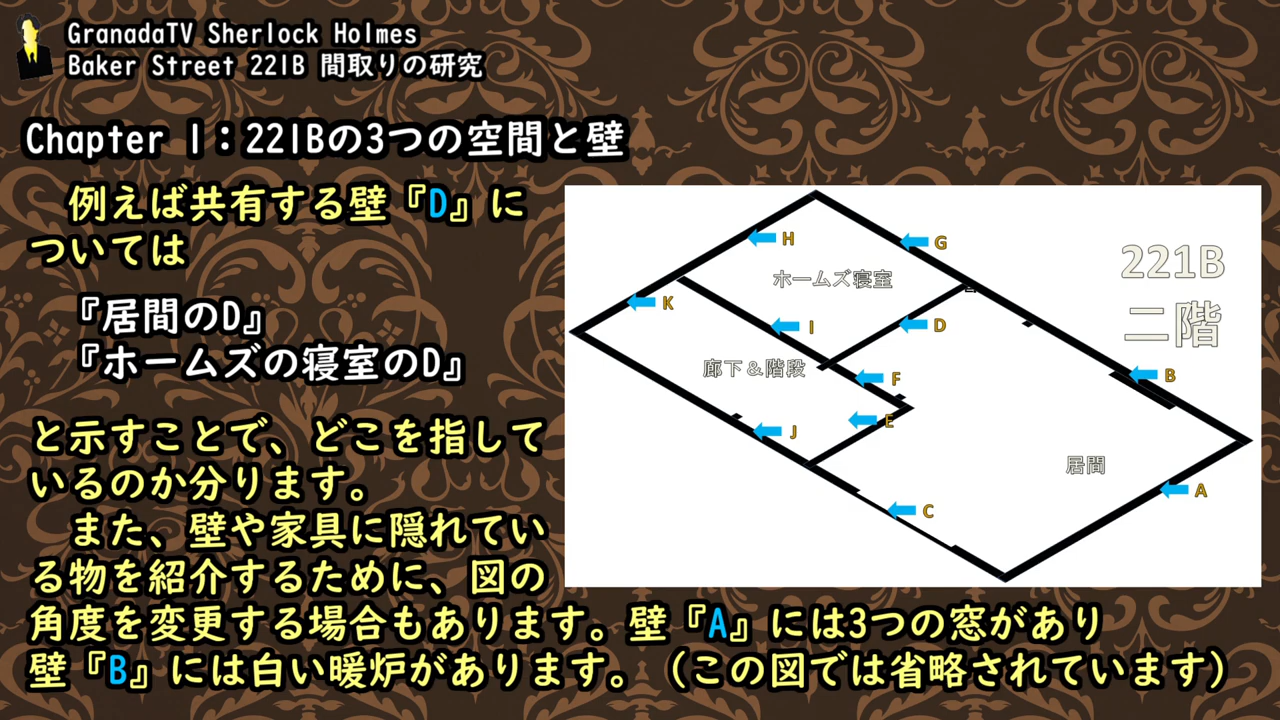 GranadaTV Sherlock Holmes
Baker Street 221B 間取りの研究
Chapter 1：221Bの3つの空間と壁
例えば共有する壁『D』に
ついては
『居間のD』
『ホームズの寝室のD』
と示すことで、どこを指して
いるのか分ります。
また、壁や家具に隠れてい
る物を紹介するために、図の
角度を変更する場合もあります。壁『A』には3つの窓があり
壁『B』には白い暖炉があります。（この図では省略されています）
221B
二階
H
G
ホームズ寝室
K
I
D
廊下＆階段
F
B
E
J
居間
A
C